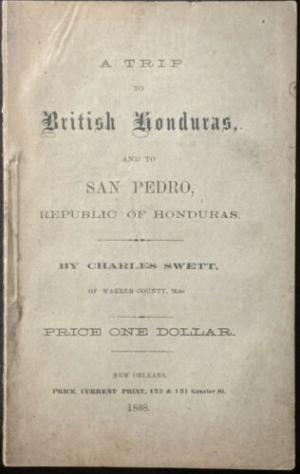 A TRIP
TO
British Honduras,
AND TO
SAN PEDRO,
REPUBLIC OF HONDURAS.
BY CHARLES SWETT,
OF WARREN COUNTY, Miss
PRICE ONE DOLLAR.
NEW ORLEANS,
PRICE CURRENT PRINT, 129 & 131 Gravier St.
1868.